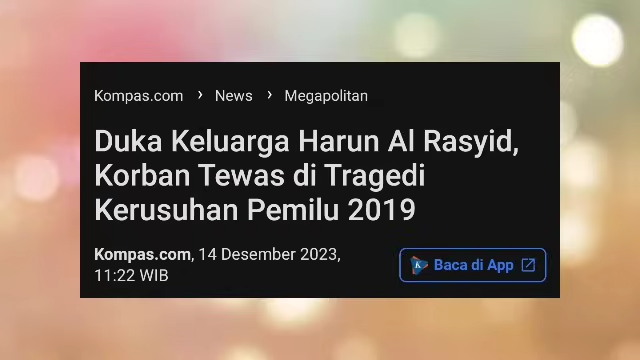 Kompas.com › News › Megapolitan
Duka Keluarga Harun Al Rasyid,
Korban Tewas di Tragedi
Kerusuhan Pemilu 2019
Kompas.com, 14 Desember 2023,
11:22 WIB
K Baca di App